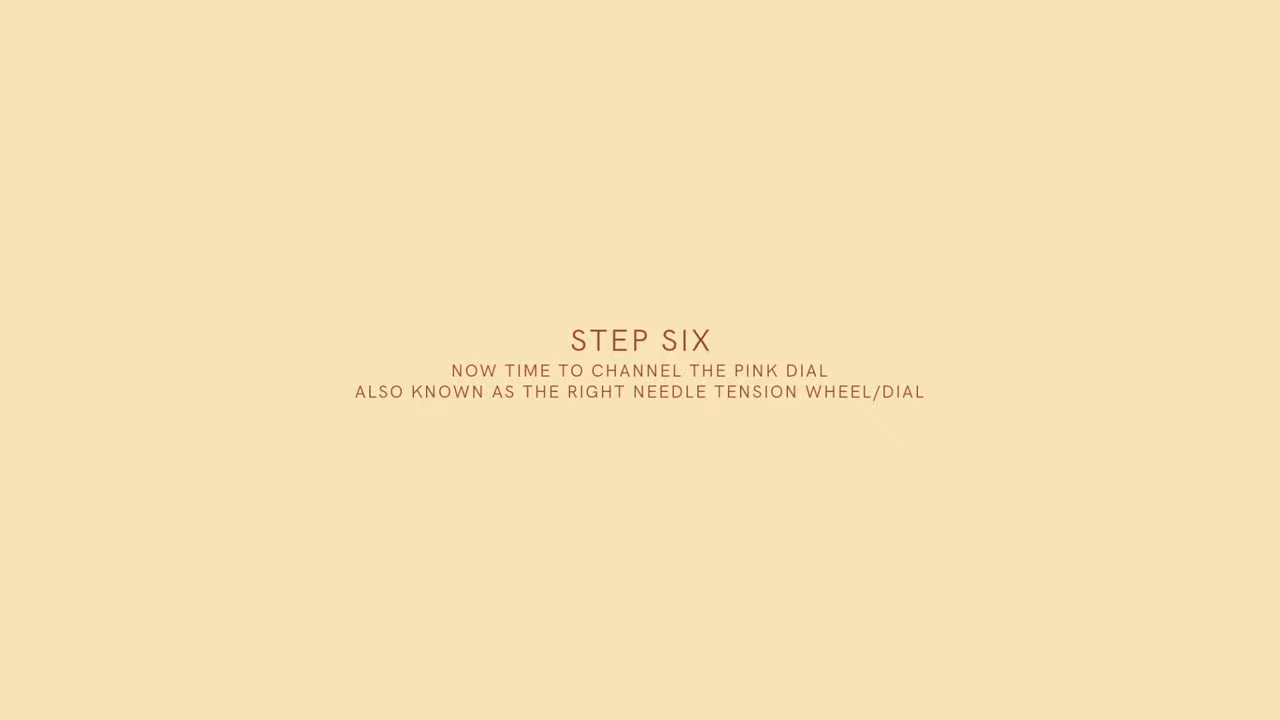 STEP SIX
NOW TIME TO CHANNEL THE PINK DIAL
ALSO KNOWN AS THE RIGHT NEEDLE TENSION WHEEL/DIAL